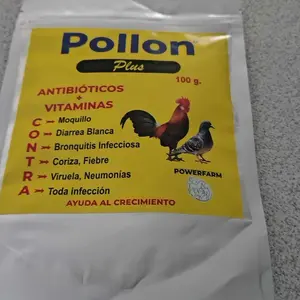 Pollon
Plus
100 g.
ANTIBIÓTICOS
+
VITAMINAS
C Moquillo
O Diarrea Blanca
N Bronquitis Infecciosa
T Coriza, Fiebre
R Viruela, Neumonías
A Toda infección
POWERFARM
AYUDA AL CRECIMIENTO